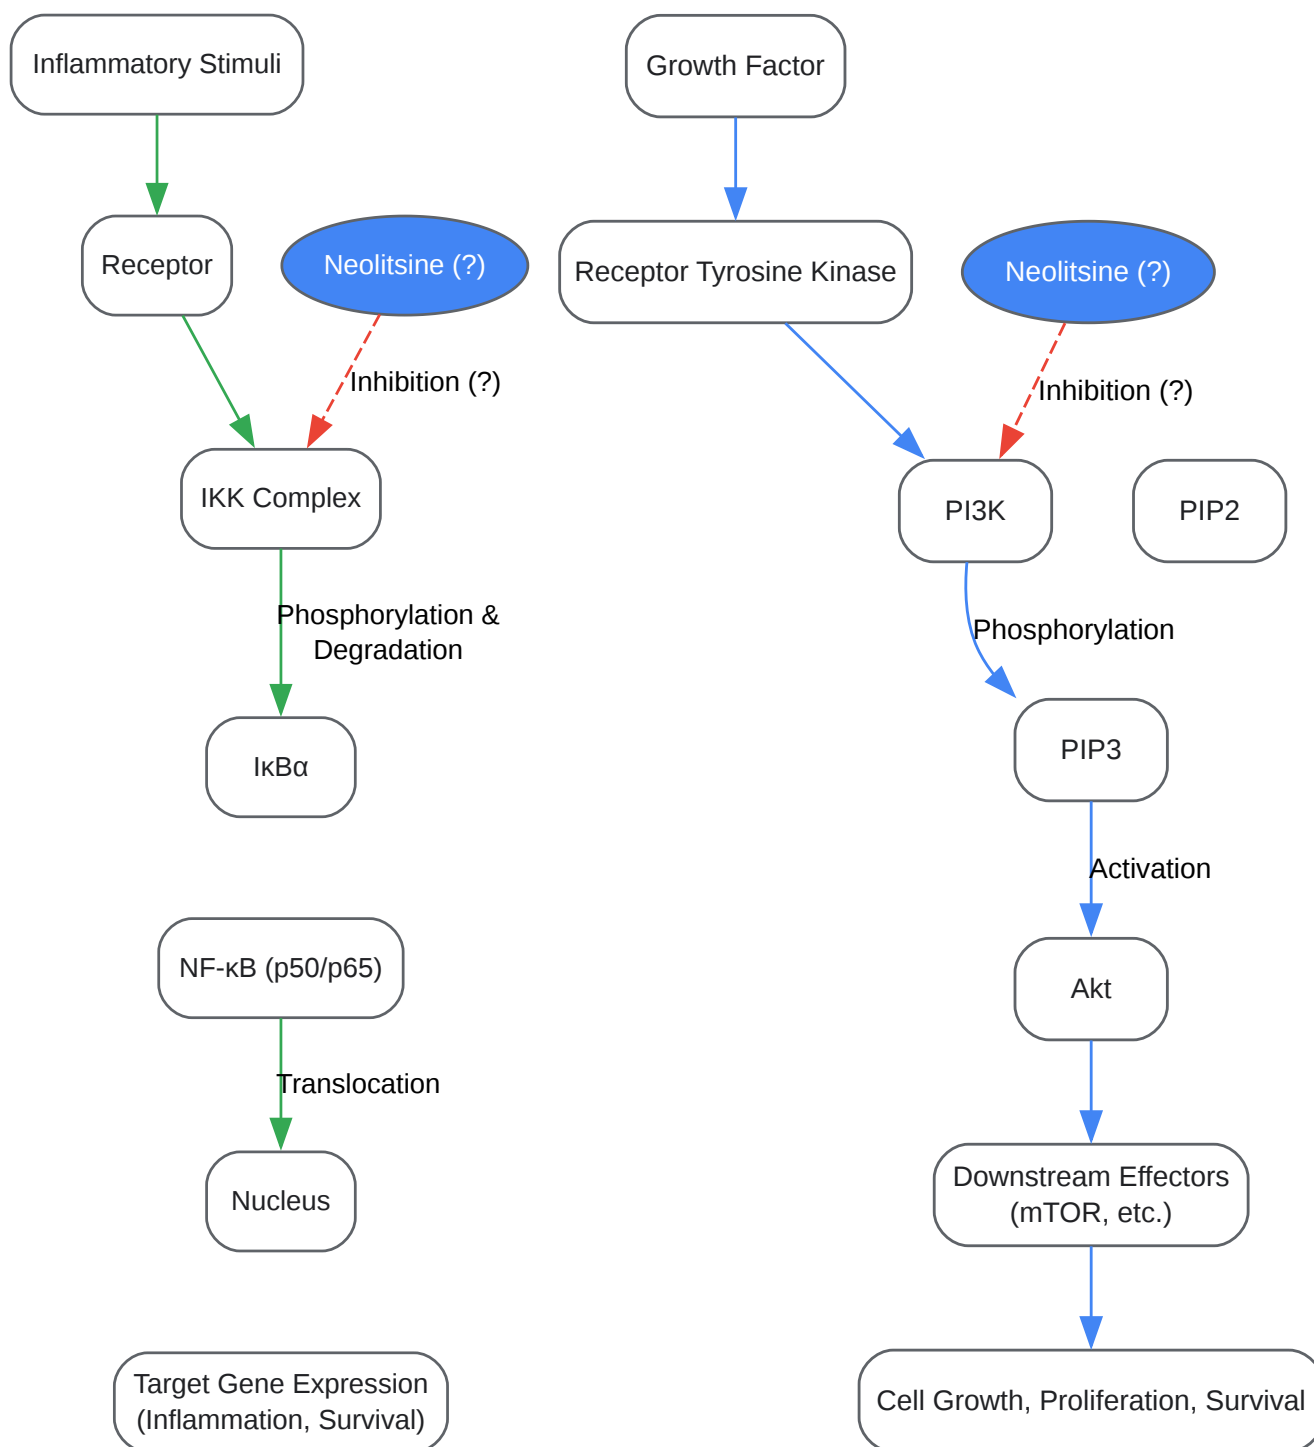 Inflammatory Stimuli
Receptor
Neolitsine (?)
Inhibition (?)
IKK Complex
Phosphorylation &
Degradation
IκBα
NF-κB (p50/p65)
Translocation
Nucleus
Target Gene Expression
(Inflammation, Survival)
Growth Factor
Receptor Tyrosine Kinase
Neolitsine (?)
Inhibition (?)
PI3K
PIP2
Phosphorylation
PIP3
Activation
Akt
Downstream Effectors
(mTOR, etc.)
Cell Growth, Proliferation, Survival